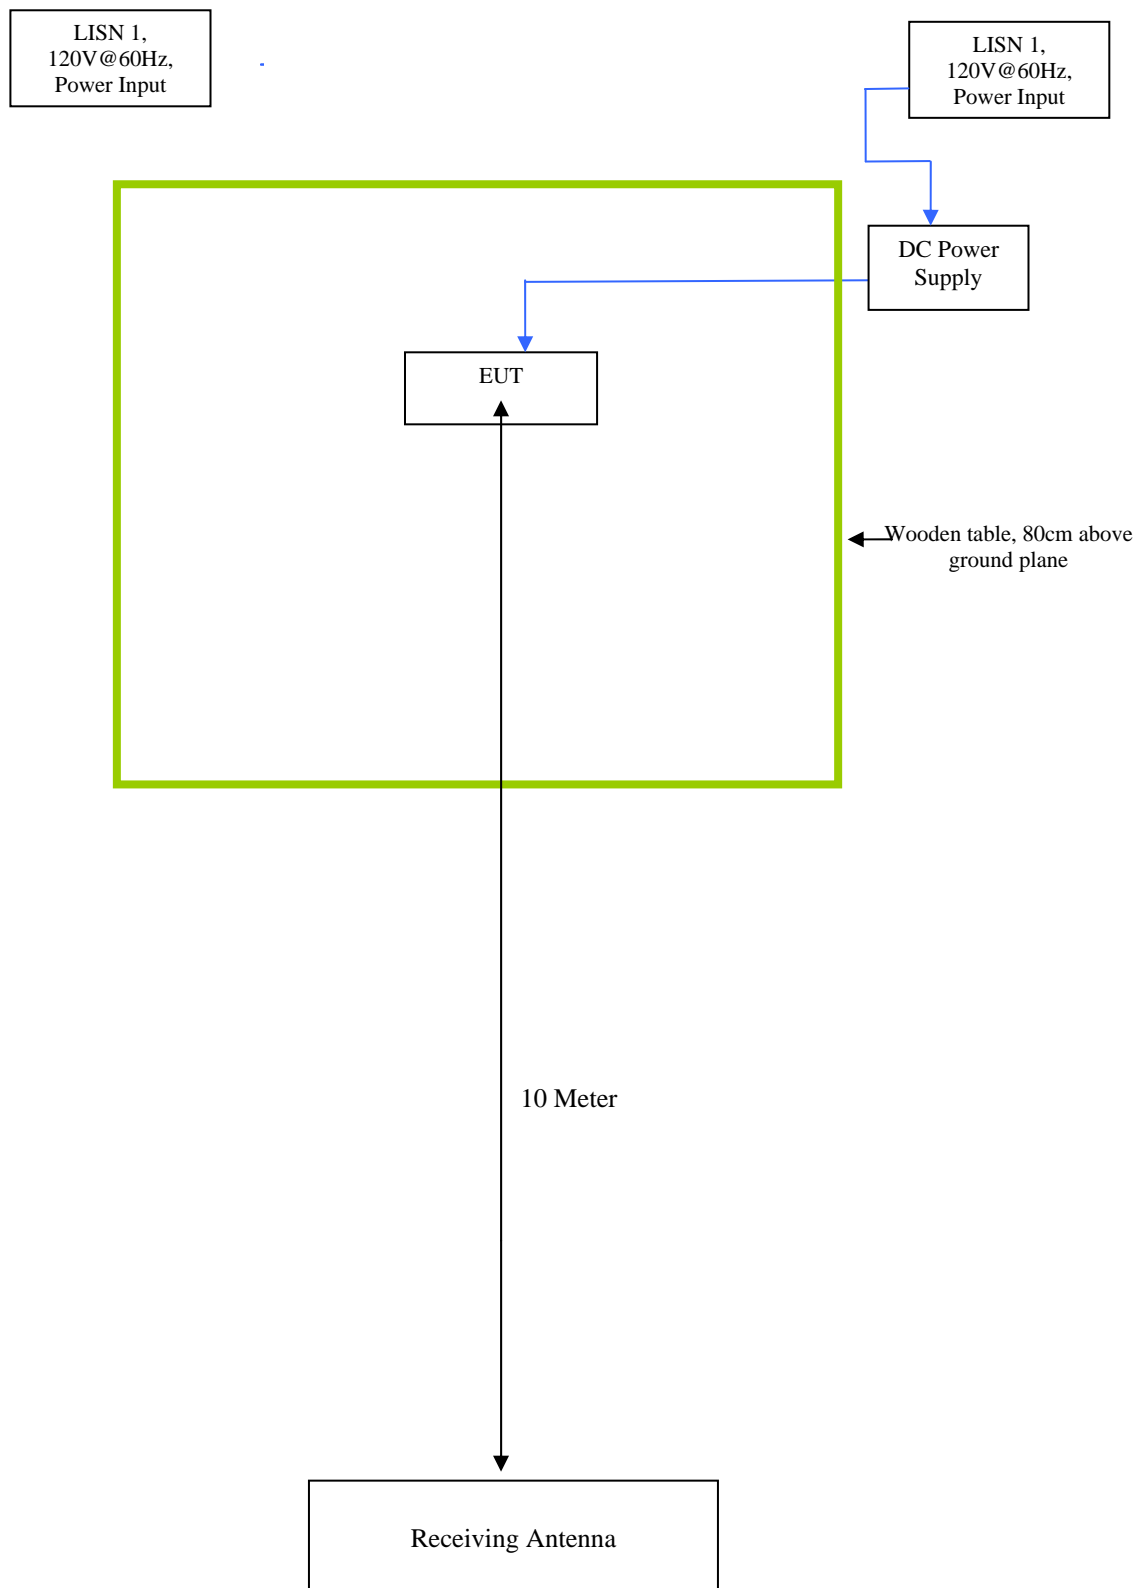 LISN 1,
120V@60Hz,
Power Input
LISN 1,
120V@60Hz,
Power Input
DC Power
Supply
EUT
Wooden table, 80cm above
ground plane
10 Meter
Receiving Antenna